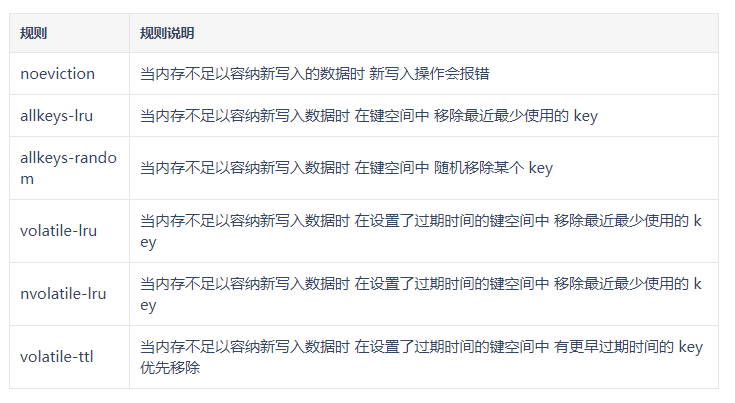 规则 规则说明
noeviction 当内存不足以容纳新写入的数据时 新写入操作会报错
allkeys-lru 当内存不足以容纳新写入数据时 在键空间中 移除最近最少使用的 key
allkeys-rando
m 当内存不足以容纳新写入数据时 在键空间中 随机移除某个 key
volatile-lru 当内存不足以容纳新写入数据时 在设置了过期时间的键空间中 移除最近最少使用的 k
ey
nvolatile-lru 当内存不足以容纳新写入数据时 在设置了过期时间的键空间中 移除最近最少使用的 k
ey
volatile-ttl 当内存不足以容纳新写入数据时 在设置了过期时间的键空间中 有更早过期时间的 key
优先移除